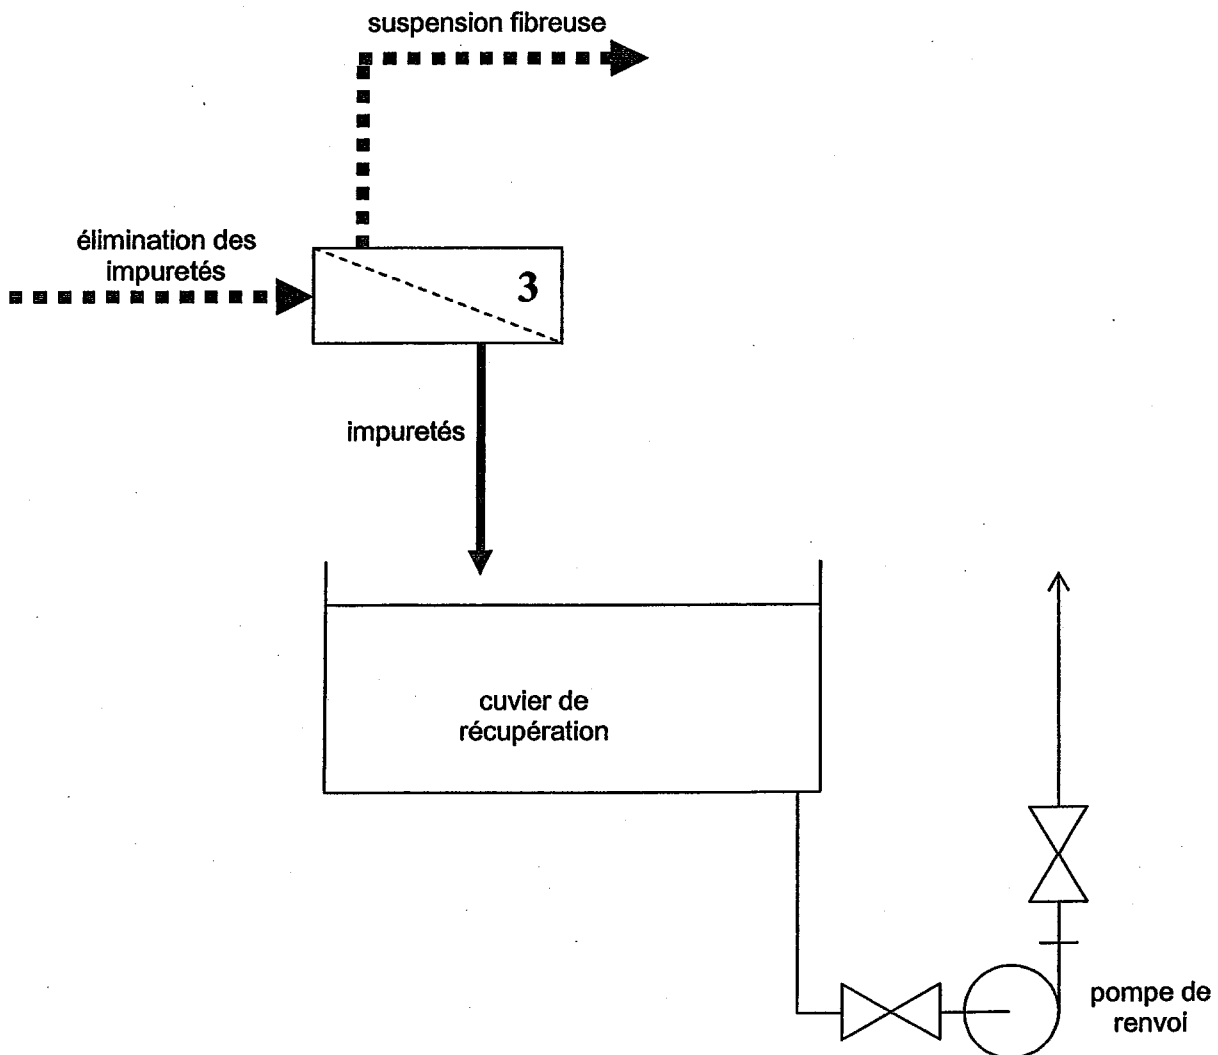 suspension fibreuse
élimination des
impuretés
3
impuretés
cuvier de
récupération
pompe de
renvoi